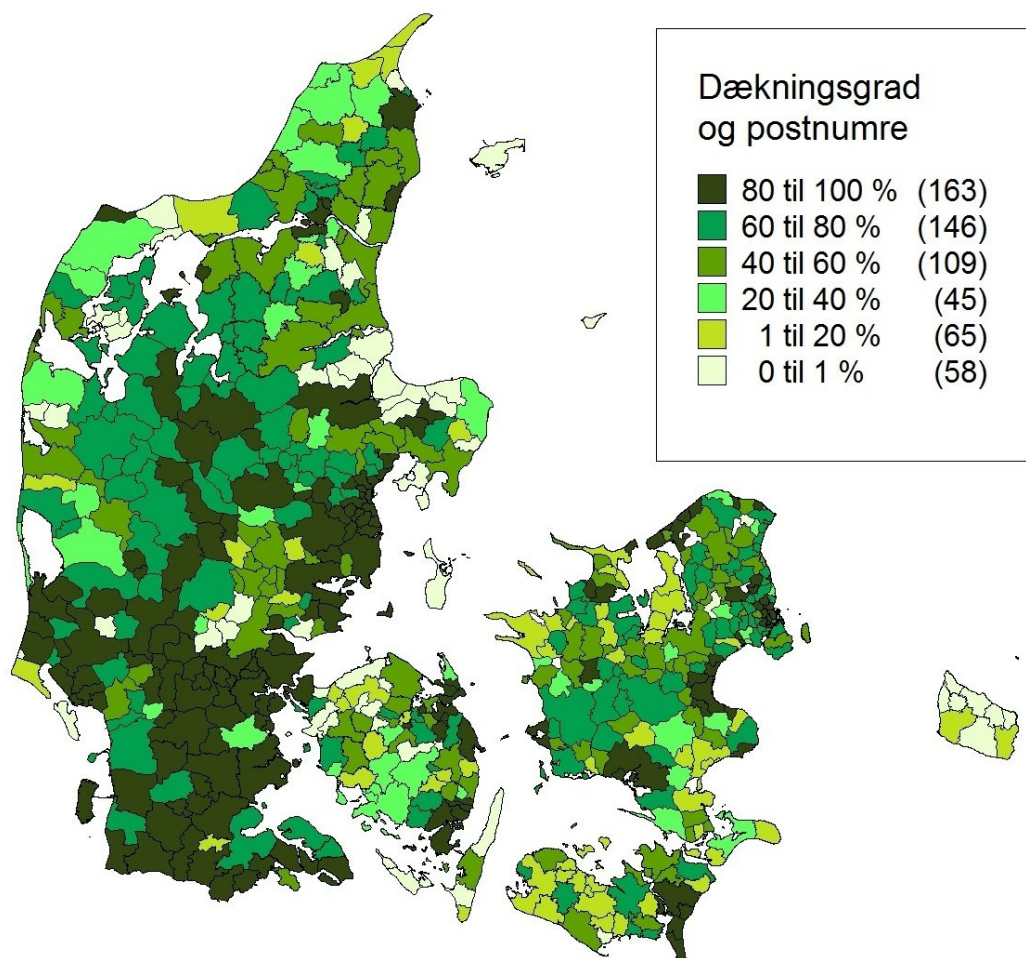 Dækningsgrad
og postnumre
80 til 100 % (163)
60 til 80 % (146)
40 til 60 % (109)
20 til 40 % (45)
1 til 20 % (65)
0 til 1 % (58)